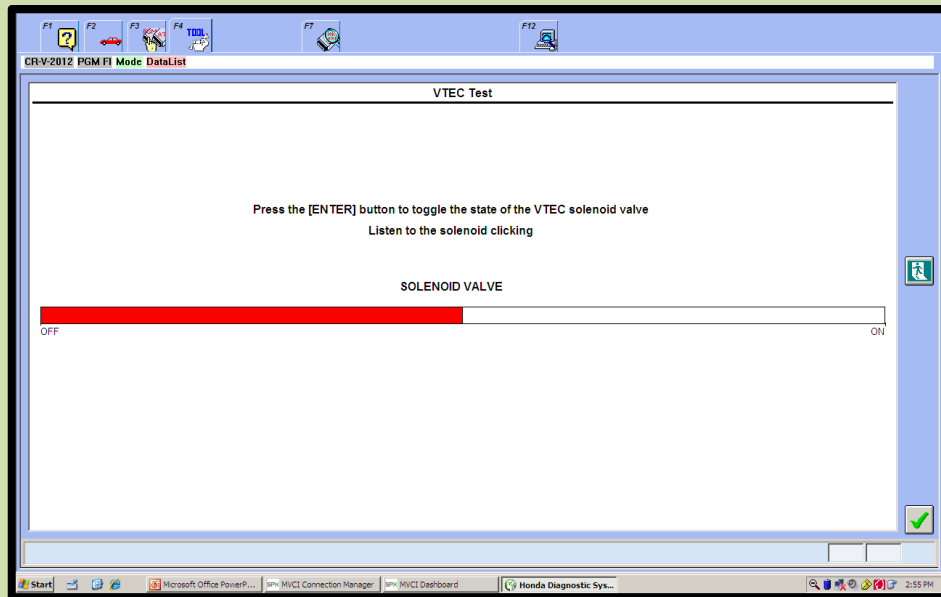 F1 F2 F3 F4 TOOL. F7 F12
CR-V-2012 PGM FI Mode DataList
VTEC Test
Press the [ENTER] button to toggle the state of the VTEC solenoid valve
Listen to the solenoid clicking
SOLENOID VALVE
OFF ON
Start Microsoft Office PowerP... SPX MVCI Connection Manager SPX MVCI Dashboard Honda Diagnostic Sys... 2:55 PM